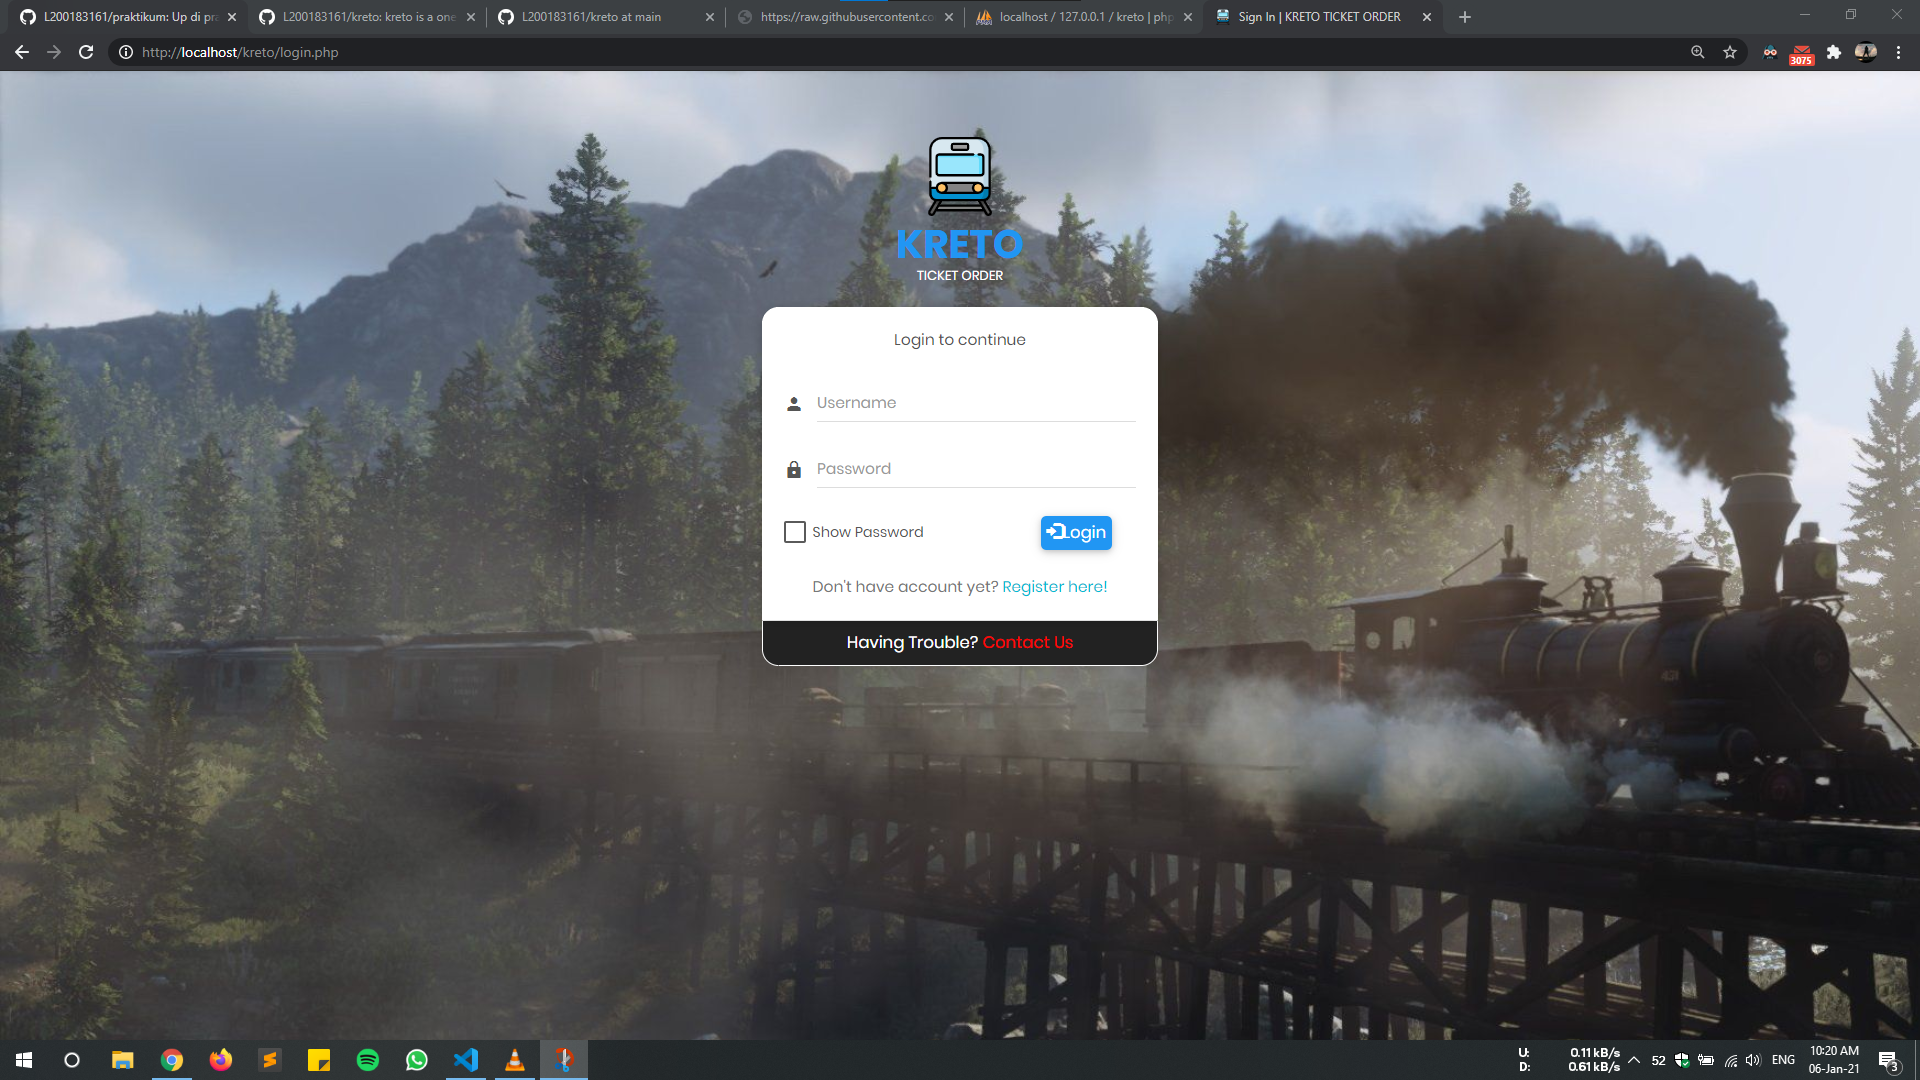 L200183161/praktikum: Up di pra
L200183161/kreto: kreto is a one
L200183161/kreto at main
https://raw.githubusercontent.co
localhost / 127.0.0.1 / kreto | php
Sign In | KRETO TICKET ORDER
http://localhost/kreto/login.php
3075
KRETO
TICKET ORDER
Login to continue
Username
Password
Show Password
Login
Don't have account yet? Register here!
Having Trouble? Contact Us
U: 0.11 kB/s
D: 0.61 kB/s
52
ENG
10:20 AM
06-Jan-21
3